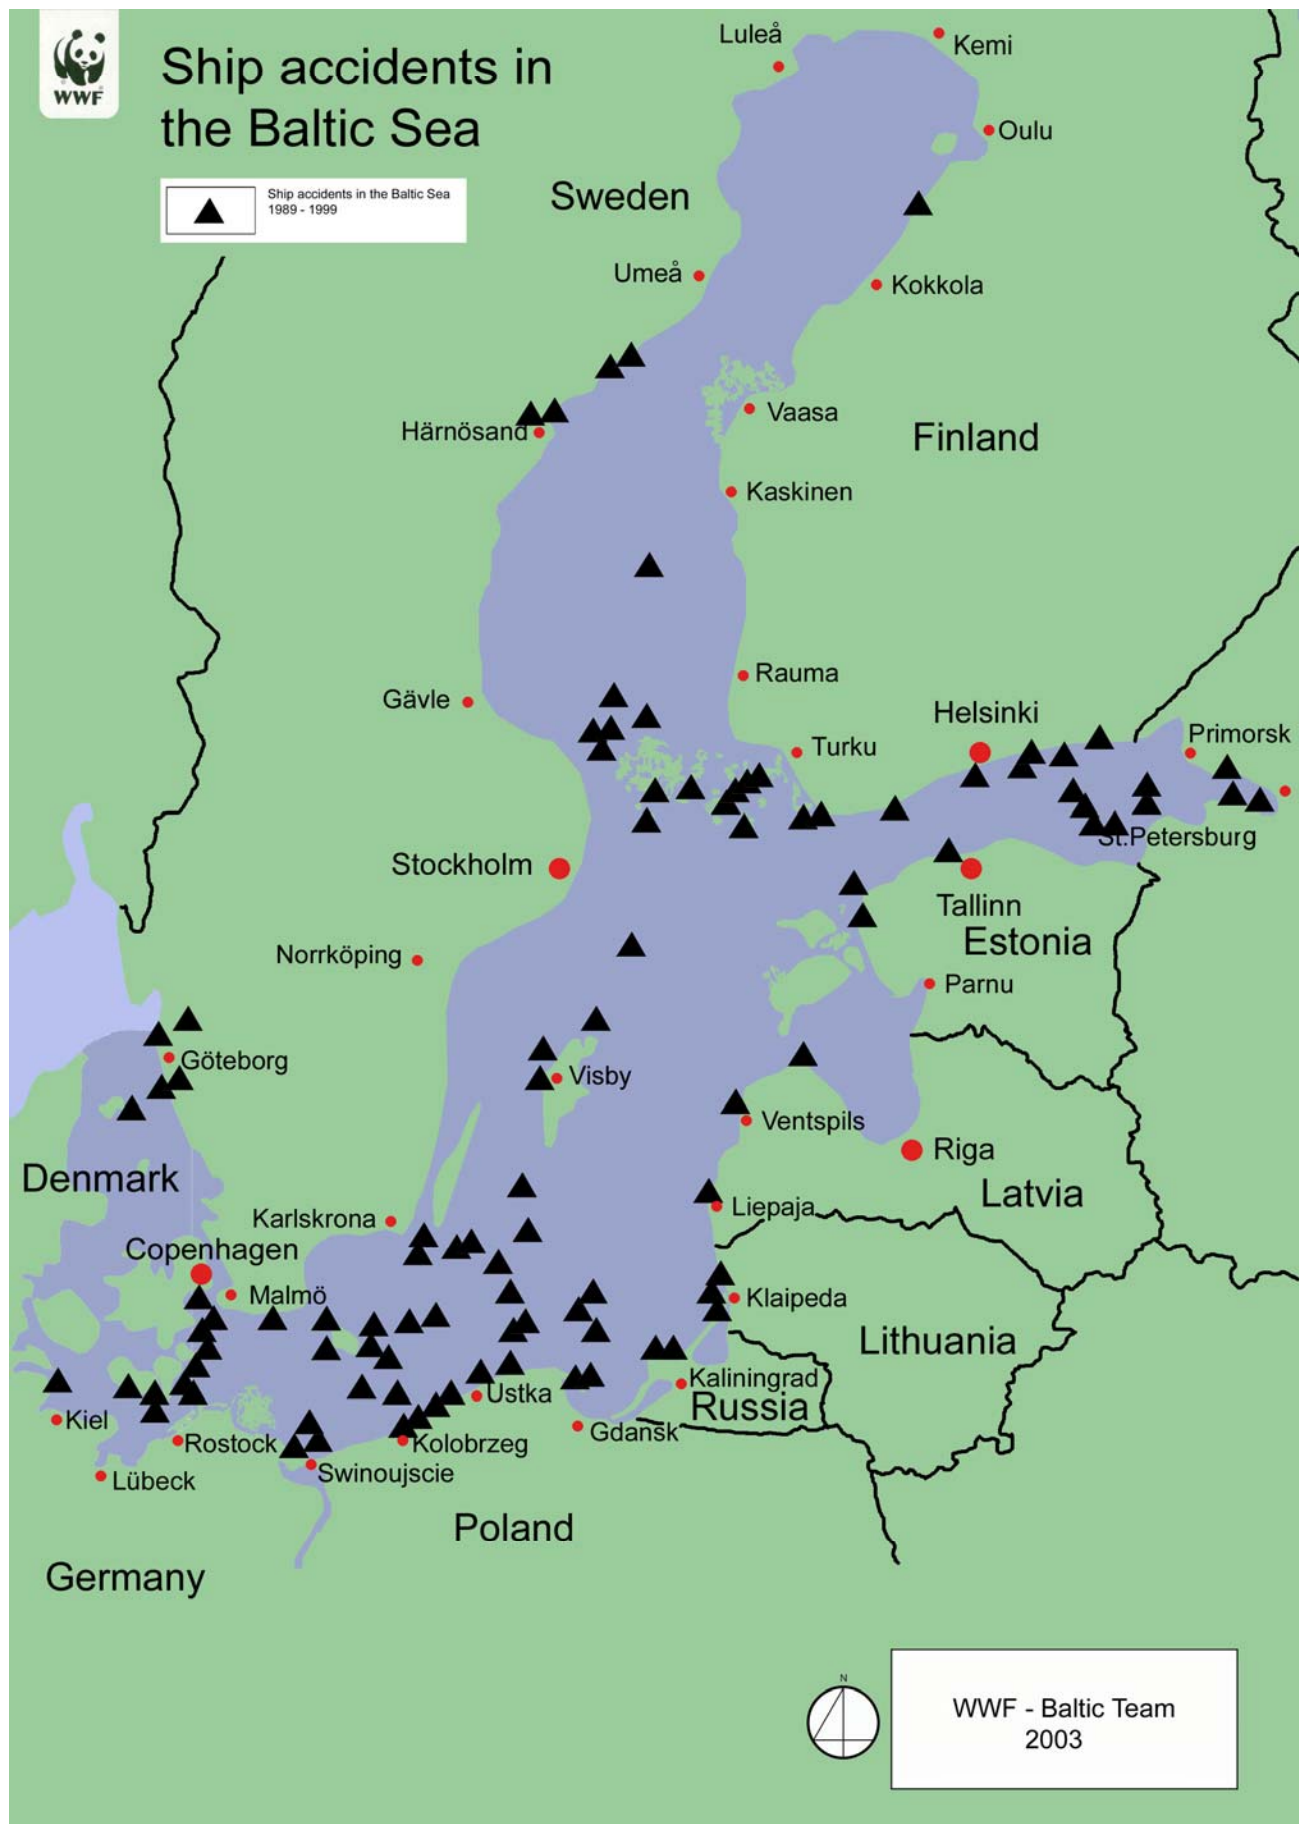 WWF
Ship accidents in
the Baltic Sea
Ship accidents in the Baltic Sea
1989 - 1999
Luleå
Kemi
Oulu
Sweden
Umeå
Kokkola
Härnösand
Vaasa
Finland
Kaskinen
Rauma
Gävle
Helsinki
Turku
Primorsk
St.Petersburg
Stockholm
Tallinn
Estonia
Norrköping
Parnu
Göteborg
Visby
Ventspils
Riga
Denmark
Latvia
Liepaja
Karlskrona
Copenhagen
Malmö
Klaipeda
Lithuania
Kaliningrad
Russia
Ustka
Kiel
Rostock
Kolobrzeg
Gdansk
Lübeck
Swinoujscie
Poland
Germany
N
WWF - Baltic Team
2003